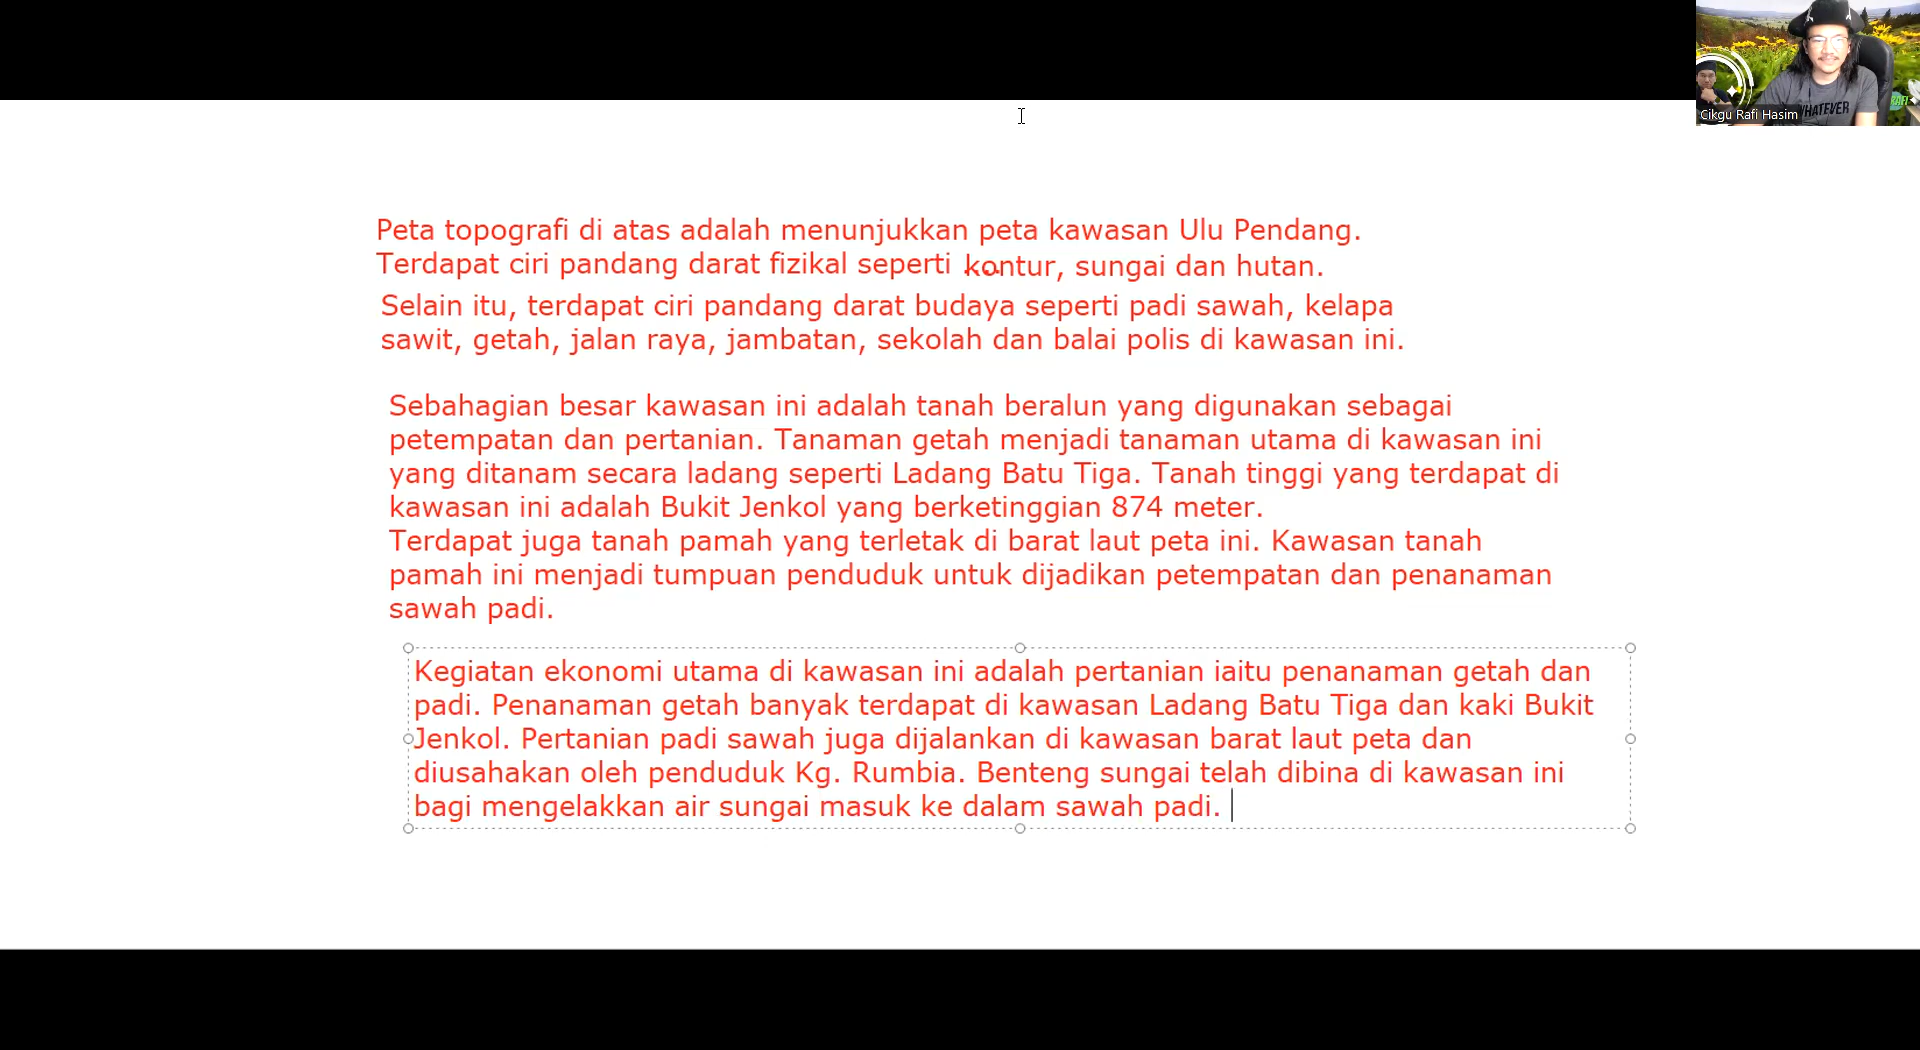 Cikgu Rafi Hasim
WHATEVER
Peta topografi di atas adalah menunjukkan peta kawasan Ulu Pendang.
Terdapat ciri pandang darat fizikal seperti ... kontur, sungai dan hutan.
Selain itu, terdapat ciri pandang darat budaya seperti padi sawah, kelapa
sawit, getah, jalan raya, jambatan, sekolah dan balai polis di kawasan ini.
Sebahagian besar kawasan ini adalah tanah beralun yang digunakan sebagai
petempatan dan pertanian. Tanaman getah menjadi tanaman utama di kawasan ini
yang ditanam secara ladang seperti Ladang Batu Tiga. Tanah tinggi yang terdapat di
kawasan ini adalah Bukit Jenkol yang berketinggian 874 meter.
Terdapat juga tanah pamah yang terletak di barat laut peta ini. Kawasan tanah
pamah ini menjadi tumpuan penduduk untuk dijadikan petempatan dan penanaman
sawah padi.
Kegiatan ekonomi utama di kawasan ini adalah pertanian iaitu penanaman getah dan
padi. Penanaman getah banyak terdapat di kawasan Ladang Batu Tiga dan kaki Bukit
Jenkol. Pertanian padi sawah juga dijalankan di kawasan barat laut peta dan
diusahakan oleh penduduk Kg. Rumbia. Benteng sungai telah dibina di kawasan ini
bagi mengelakkan air sungai masuk ke dalam sawah padi.